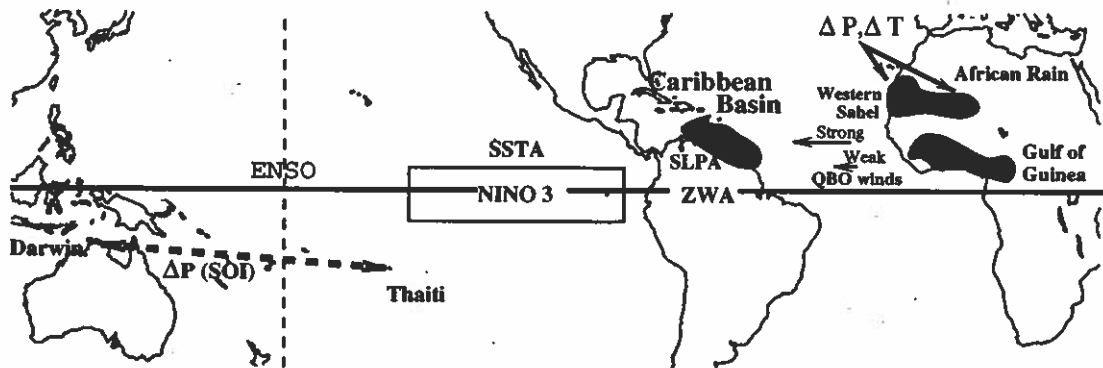 ΔP,ΔT
African Rain
Western
Sahel
Caribbean
Basin
Strong
SLPA
Weak
QBO winds
Gulf of
Guinea
SSTA
ENSO
NINO 3
ZWA
Darwin
ΔP (SOI)
Thaiti